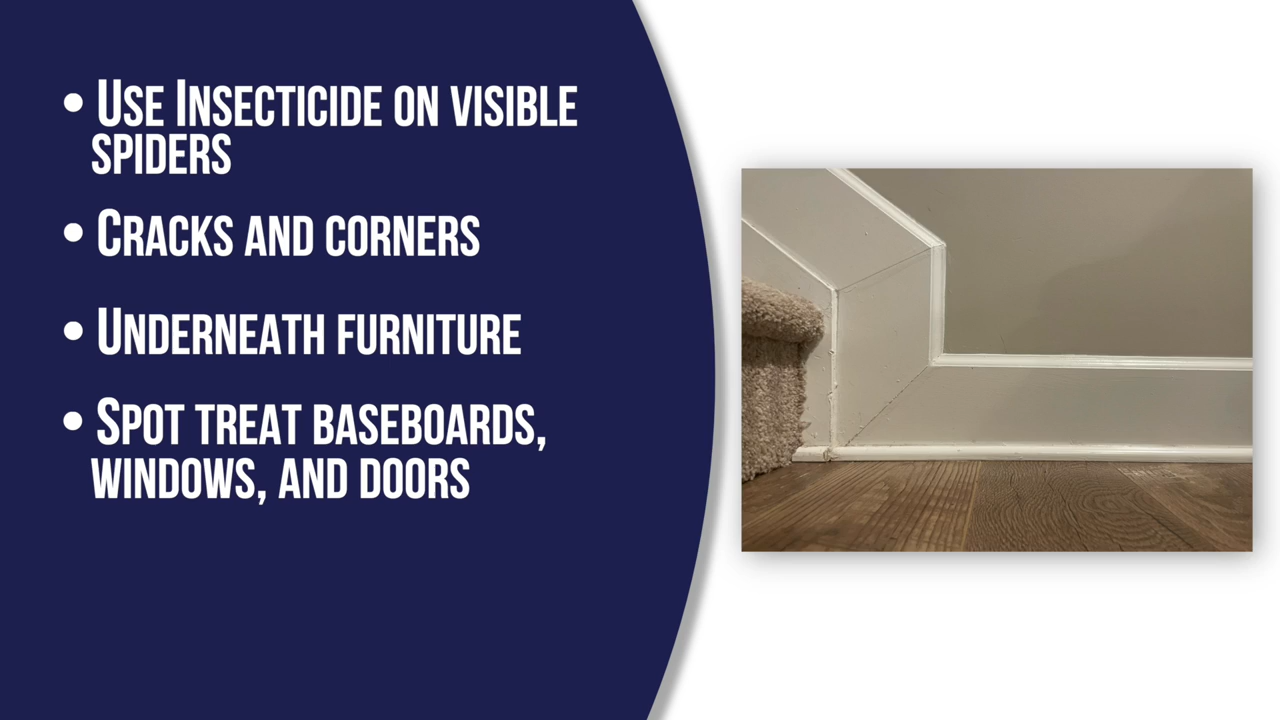 • Use Insecticide on visible
spiders
• Cracks and corners
• Underneath furniture
• Spot treat baseboards,
windows, and doors